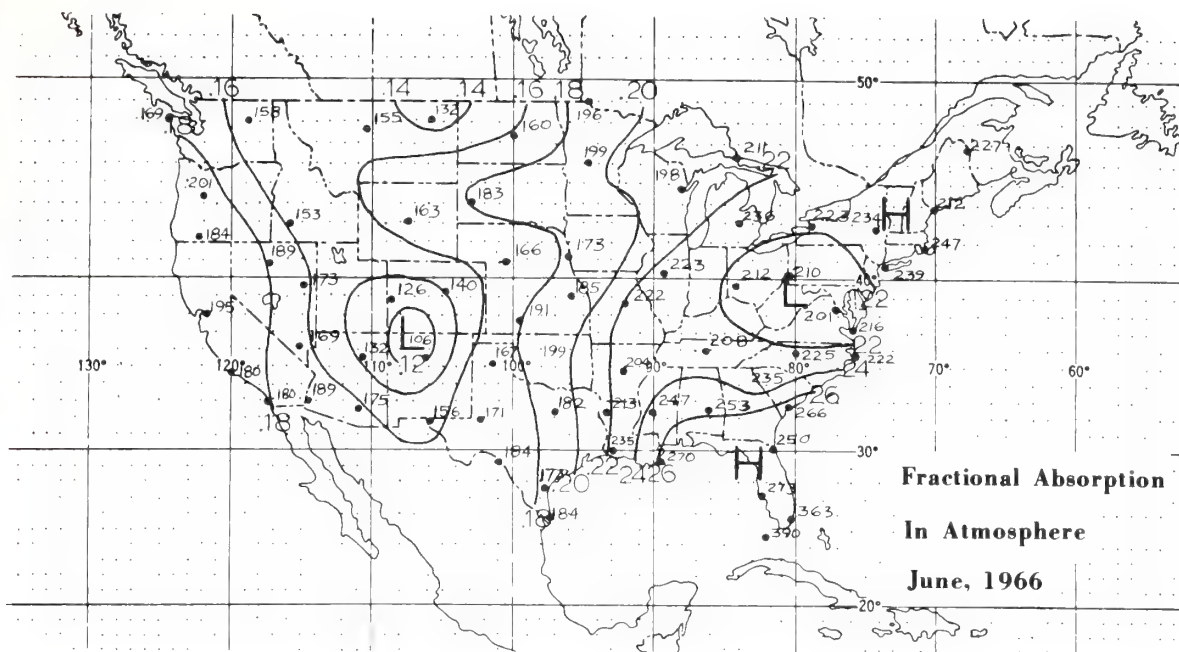 16 14 14 16 18 20 50°
.169 .18 .158 .155 .132 .160 .196
.211 .22 .227
.199 .198
.201 .183
.153 .163 .236 .223 .234 H .212
.184 .247
.189 .166 .173 .223 .239
.173 .126 .140 .185 .222 .212 .210 40° .22
L .201
.195 .191 .216
L .106
.169 .132 .199 .208 .225 .22 .222
130° 120° 110° 12 .204 90° 80° 24 70° 60°
.180 .235
.180 .189 .175 .182 .213 .247 .253 26 .266
18 .156 .171
.235 .250 30°
.184 .22 24 26 .270 H
.173 .20 .273
18 .184 .363
.390
20°
Fractional Absorption
In Atmosphere
June, 1966